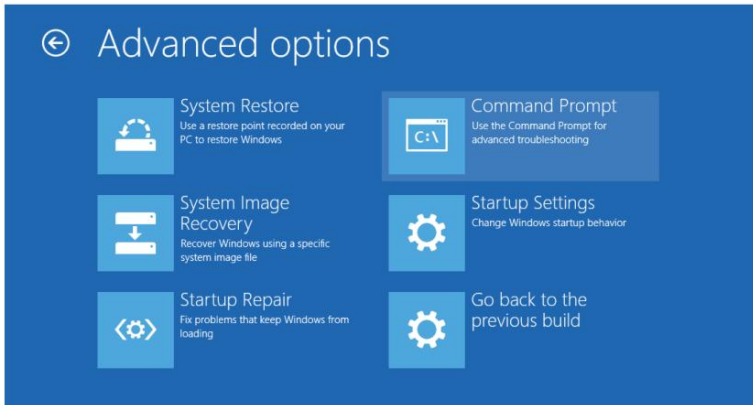 Advanced options
System Restore
Use a restore point recorded on your
PC to restore Windows
Command Prompt
Use the Command Prompt for
advanced troubleshooting
C:\
System Image
Recovery
Recover Windows using a specific
system image file
Startup Settings
Change Windows startup behavior
Startup Repair
Fix problems that keep Windows from
loading
Go back to the
previous build